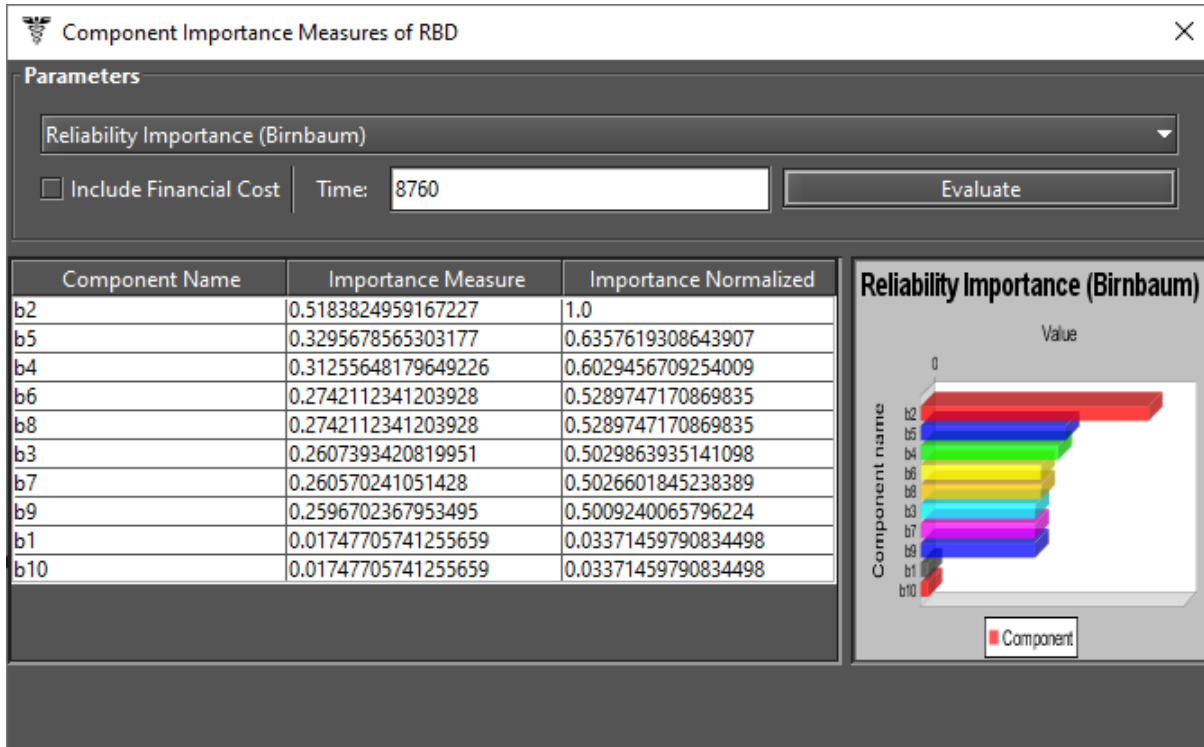 Component Importance Measures of RBD
Parameters
Reliability Importance (Birnbaum)
Include Financial Cost Time: 8760 Evaluate
Component Name Importance Measure Importance Normalized
b2 0.5183824959167227 1.0
b5 0.3295678565303177 0.6357619308643907
b4 0.31255648179649226 0.6029456709254009
b6 0.2742112341203928 0.5289747170869835
b8 0.2742112341203928 0.5289747170869835
b3 0.2607393420819951 0.5029863935141098
b7 0.260570241051428 0.5026601845238389
b9 0.2596702367953495 0.5009240065796224
b1 0.01747705741255659 0.03371459790834498
b10 0.01747705741255659 0.03371459790834498
Reliability Importance (Birnbaum)
Value
0
Component name
b2
b5
b4
b6
b8
b3
b7
b9
b1
b10
Component